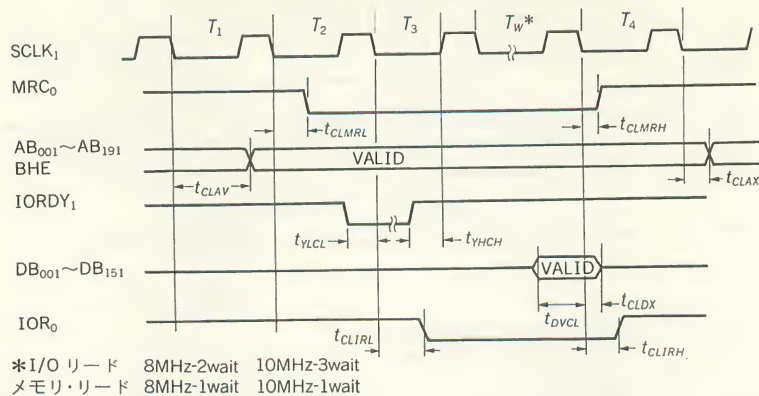 T1 T2 T3 TW* T4
SCLK1
MRC0
tCLMRL tCLMRH
AB001~AB191
BHE
VALID
tCLAV tCLAX
IORDY1
tYLCL tYHCH
DB001~DB151
VALID
tDVCL tCLDX
IOR0
tCLIRL tCLIRH
*I/O リード 8MHz-2wait 10MHz-3wait
メモリ・リード 8MHz-1wait 10MHz-1wait